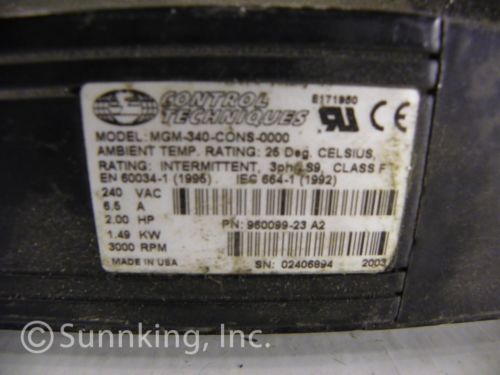 CONTROL
TECHNIQUES
E171950
MODEL: MGM-340-CONS-0000
AMBIENT TEMP. RATING: 25 Deg. CELSIUS,
RATING: INTERMITTENT, 3ph, S9, CLASS F
EN 60034-1 (1995) IEC 664-1 (1992)
240 VAC
6.5 A
2.00 HP
PN: 960099-23 A2
1.49 KW
3000 RPM
MADE IN USA
SN: 02406894 2003
© Sunnking, Inc.